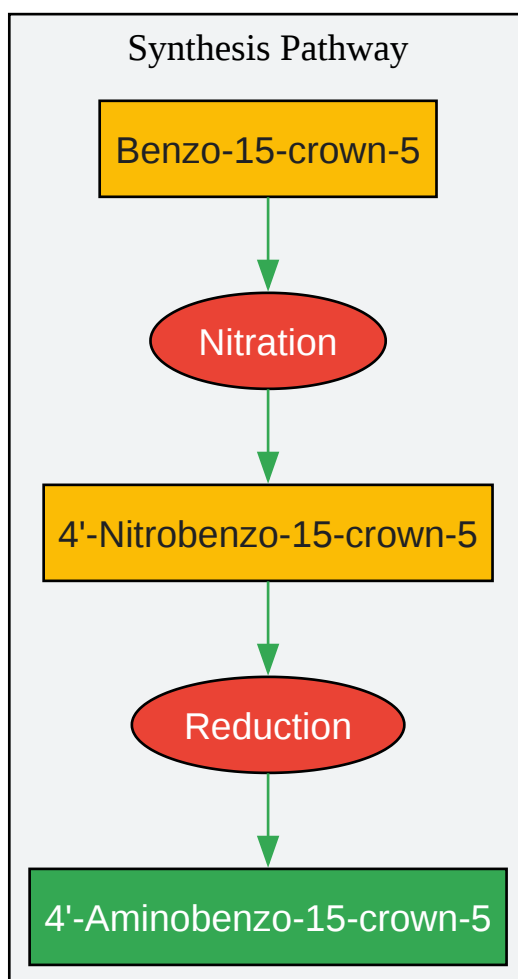 Synthesis Pathway
Benzo-15-crown-5
Nitration
4'-Nitrobenzo-15-crown-5
Reduction
4'-Aminobenzo-15-crown-5